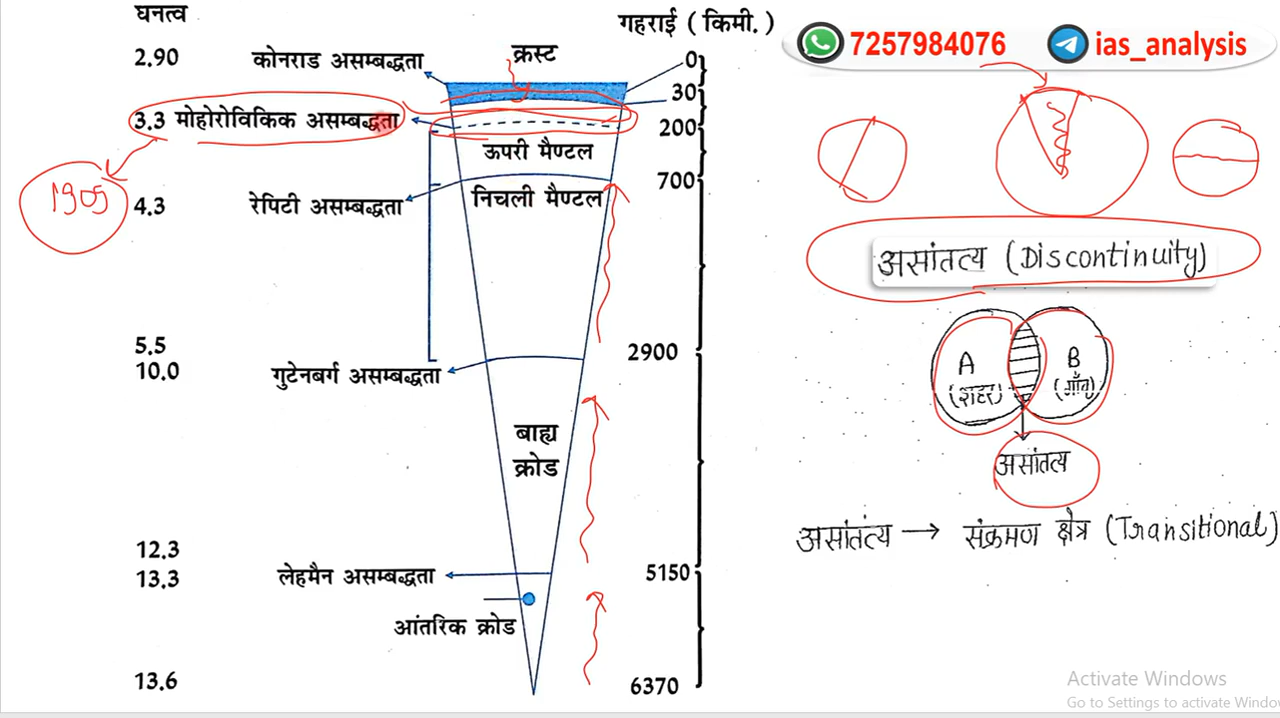 घनत्व
गहराई ( किमी. )
7257984076 ias_analysis
2.90 कोनराड असम्बद्धता क्रस्ट 0
30
3.3 मोहोरोविकिक असम्बद्धता 200
ऊपरी मैण्टल
700
1909
4.3 रेपिटी असम्बद्धता निचली मैण्टल
असांतत्य (Discontinuity)
5.5 2900
10.0 गुटेनबर्ग असम्बद्धता
A B
(शहर) (गाँव)
बाह्य
क्रोड
असांतत्य
असांतत्य → संक्रमण क्षेत्र (Transitional)
12.3
13.3 लेहमैन असम्बद्धता 5150
आंतरिक क्रोड
13.6 6370
Activate Windows
Go to Settings to activate Windo